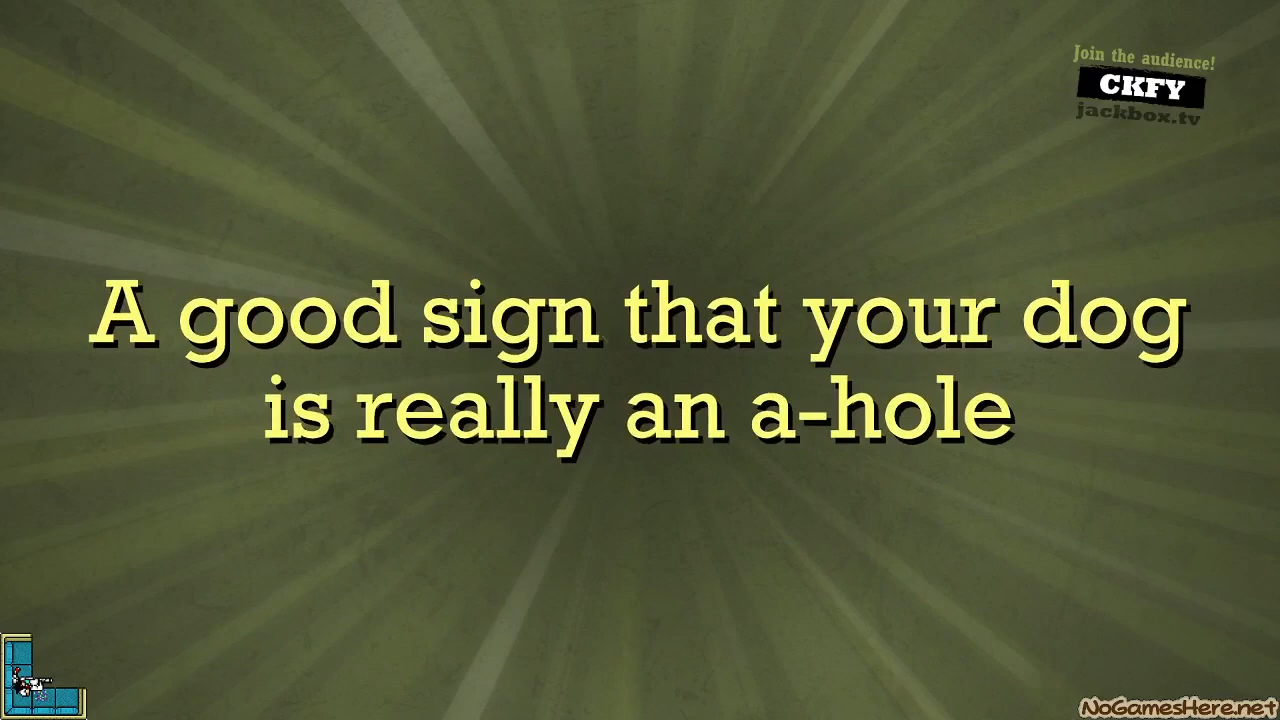 Join the audience!
CKFY
jackbox.tv
A good sign that your dog
is really an a-hole
NoGamesHere.net